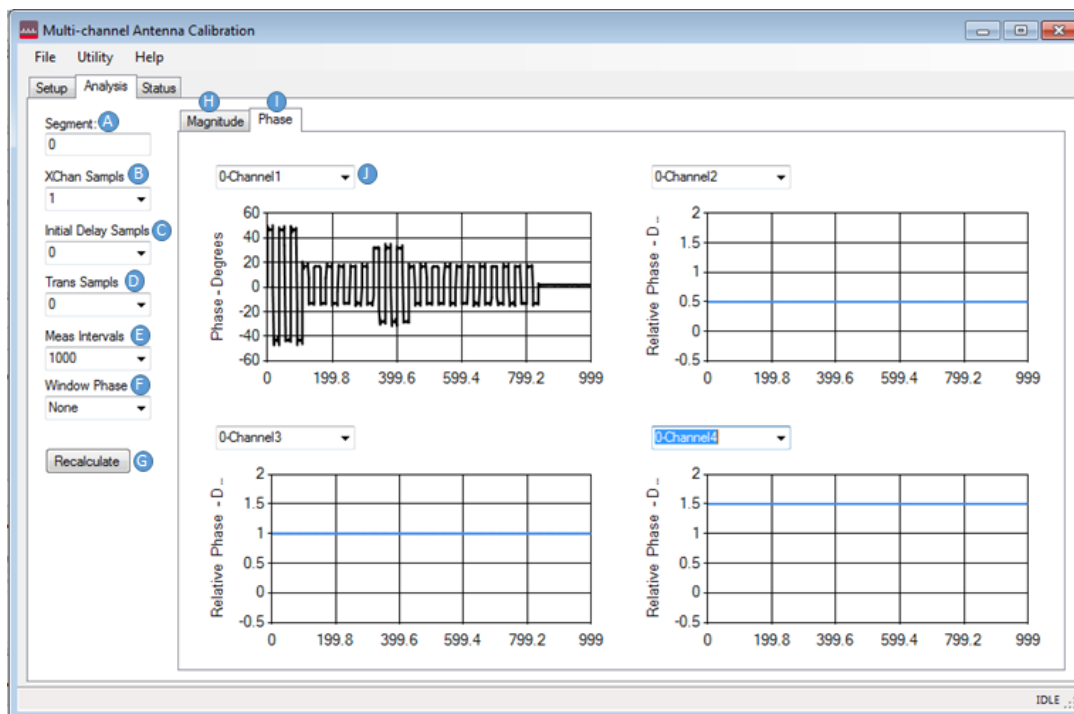 Multi-channel Antenna Calibration
File Utility Help
Setup Analysis Status
H I
Magnitude Phase
Segment: A
0
XChan Sampls B
1
Initial Delay Sampls C
0
Trans Sampls D
0
Meas Intervals E
1000
Window Phase F
None
Recalculate G
0-Channel1 J
Phase - Degrees
60
40
20
0
-20
-40
-60
0 199.8 399.6 599.4 799.2 999
0-Channel2
Relative Phase - D...
2
1.5
1
0.5
0
-0.5
0 199.8 399.6 599.4 799.2 999
0-Channel3
Relative Phase - D...
2
1.5
1
0.5
0
-0.5
0 199.8 399.6 599.4 799.2 999
0-Channel4
Relative Phase - D...
2
1.5
1
0.5
0
-0.5
0 199.8 399.6 599.4 799.2 999
IDLE